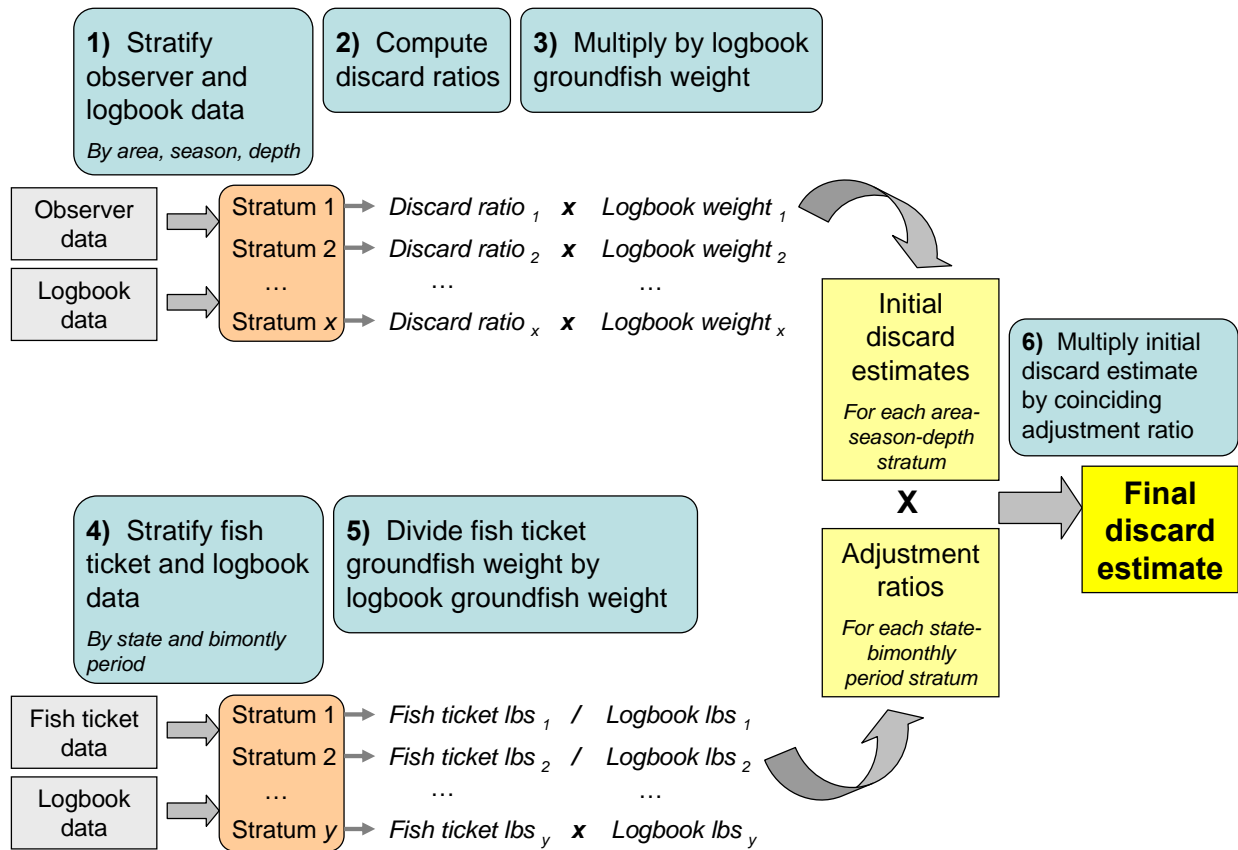 1) Stratify
observer and
logbook data
By area, season, depth
2) Compute
discard ratios
3) Multiply by logbook
groundfish weight
Observer
data
Logbook
data
Stratum 1
Stratum 2
…
Stratum x
Discard ratio 1 x Logbook weight 1
Discard ratio 2 x Logbook weight 2
… …
Discard ratio x x Logbook weight x
Initial
discard
estimates
For each area-
season-depth
stratum
X
Adjustment
ratios
For each state-
bimonthly
period stratum
6) Multiply initial
discard estimate
by coinciding
adjustment ratio
Final
discard
estimate
4) Stratify fish
ticket and logbook
data
By state and bimontly
period
5) Divide fish ticket
groundfish weight by
logbook groundfish weight
Fish ticket
data
Logbook
data
Stratum 1
Stratum 2
…
Stratum y
Fish ticket lbs 1 / Logbook lbs 1
Fish ticket lbs 2 / Logbook lbs 2
… …
Fish ticket lbs y x Logbook lbs y